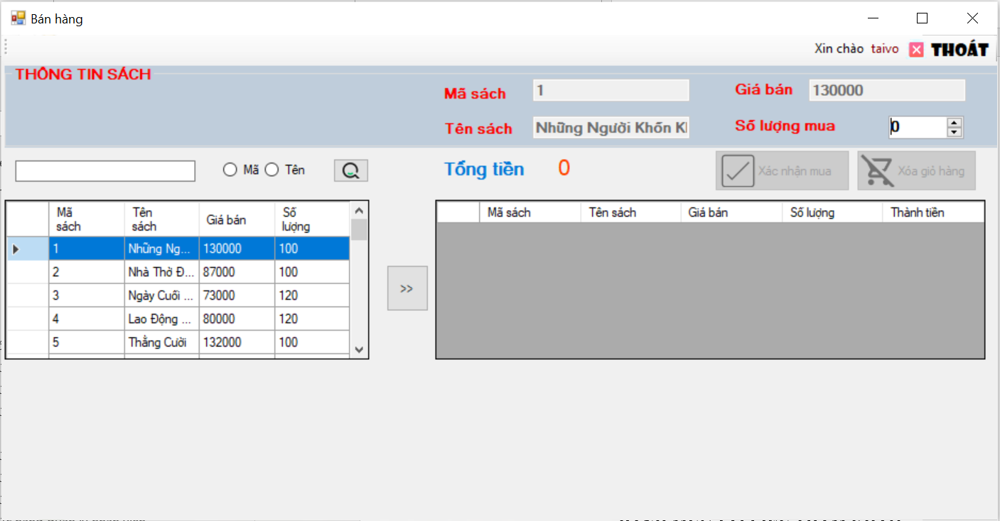 Bán hàng
Xin chào taivo THOÁT
THÔNG TIN SÁCH
Mã sách 1 Giá bán 130000
Tên sách Những Người Khốn Kh Số lượng mua 0
Mã Tên Tổng tiền 0 Xác nhận mua Xóa giỏ hàng
Mã sách Tên sách Giá bán Số lượng
1 Những Ng... 130000 100
2 Nhà Thờ Đ... 87000 100
3 Ngày Cuối ... 73000 120
4 Lao Động ... 80000 120
5 Thằng Cười 132000 100
>>
Mã sách Tên sách Giá bán Số lượng Thành tiền